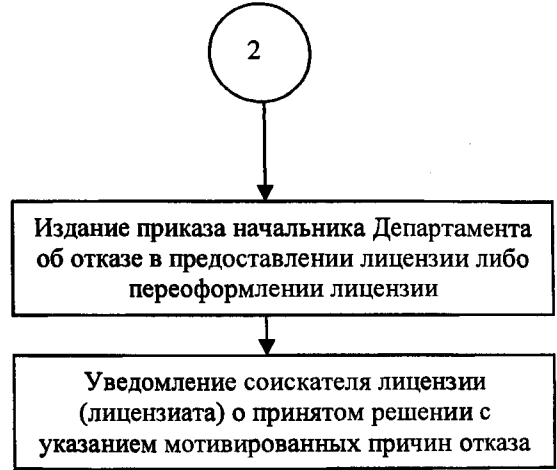 2
Издание приказа начальника Департамента
об отказе в предоставлении лицензии либо
переоформлении лицензии
Уведомление соискателя лицензии
(лицензиата) о принятом решении с
указанием мотивированных причин отказа